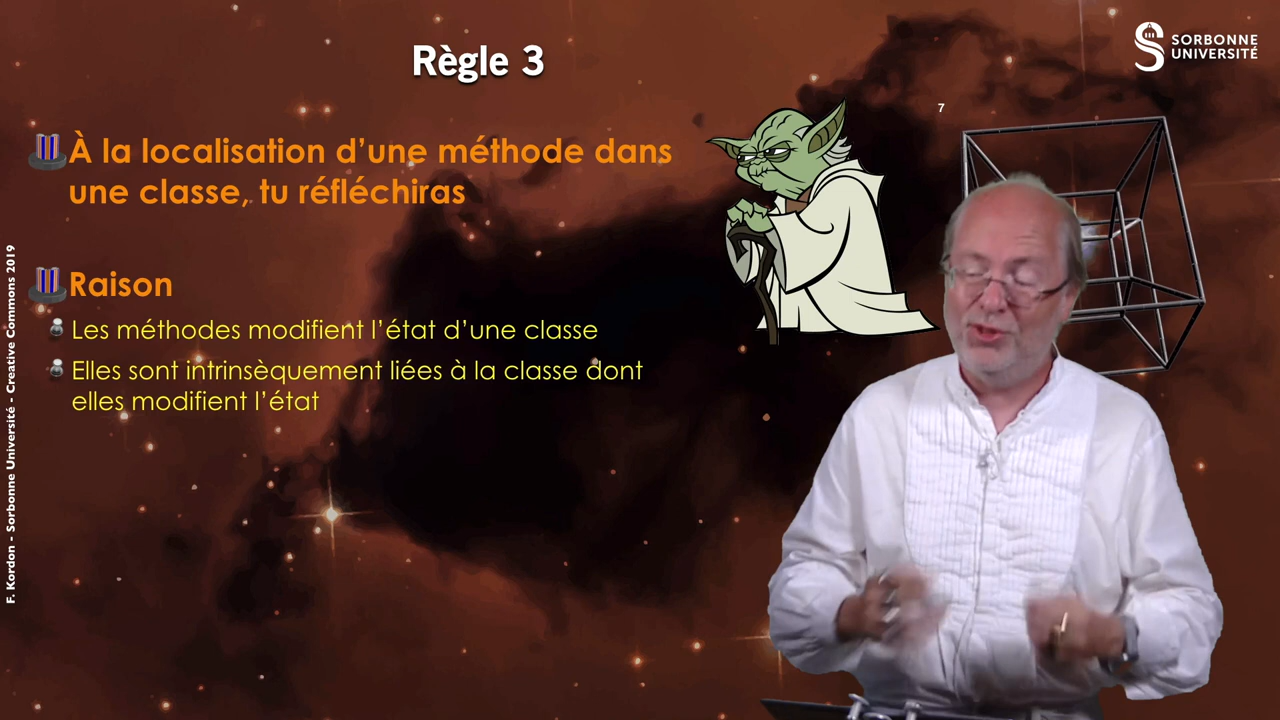 Règle 3
SORBONNE
UNIVERSITÉ
7
À la localisation d’une méthode dans
une classe, tu réfléchiras
Raison
Les méthodes modifient l’état d’une classe
Elles sont intrinsèquement liées à la classe dont
elles modifient l’état
F. Kordon - Sorbonne Université - Creative Commons 2019